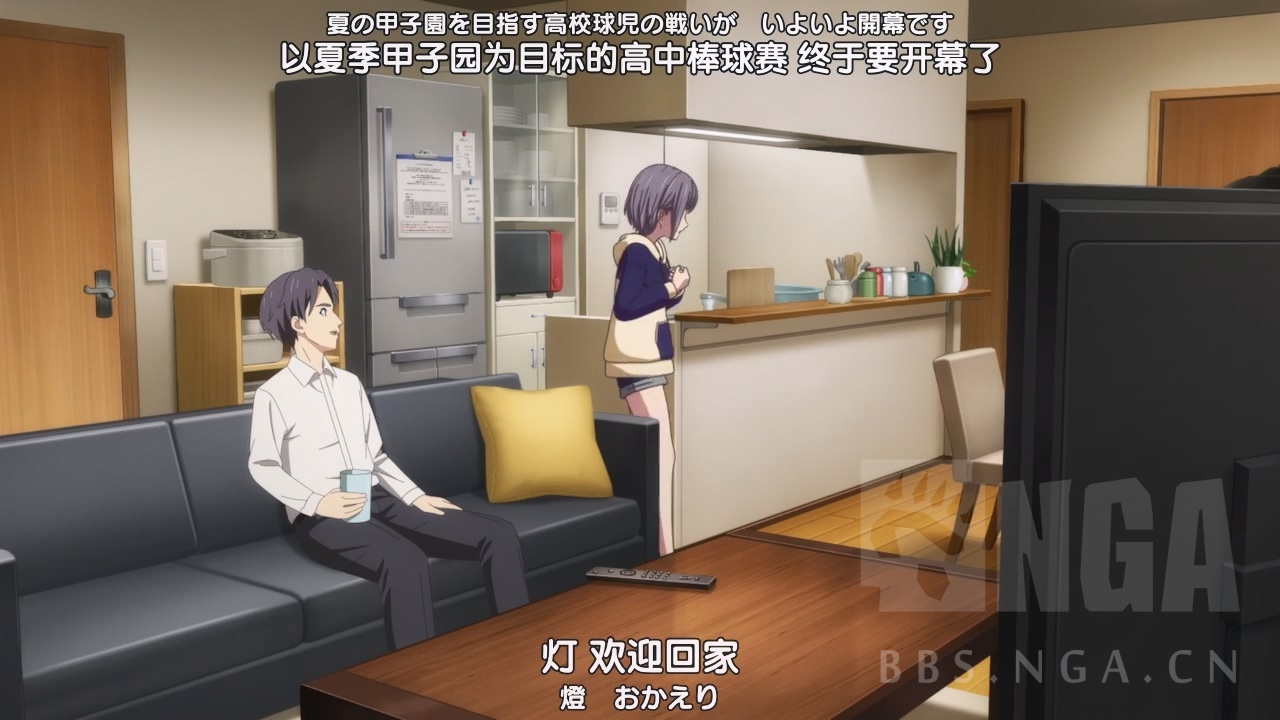 夏の甲子園を目指す高校球児の戦いが　いよいよ開幕です
以夏季甲子园为目标的高中棒球赛 终于要开幕了
灯 欢迎回家
燈　おかえり
NGA
BBS.NGA.CN